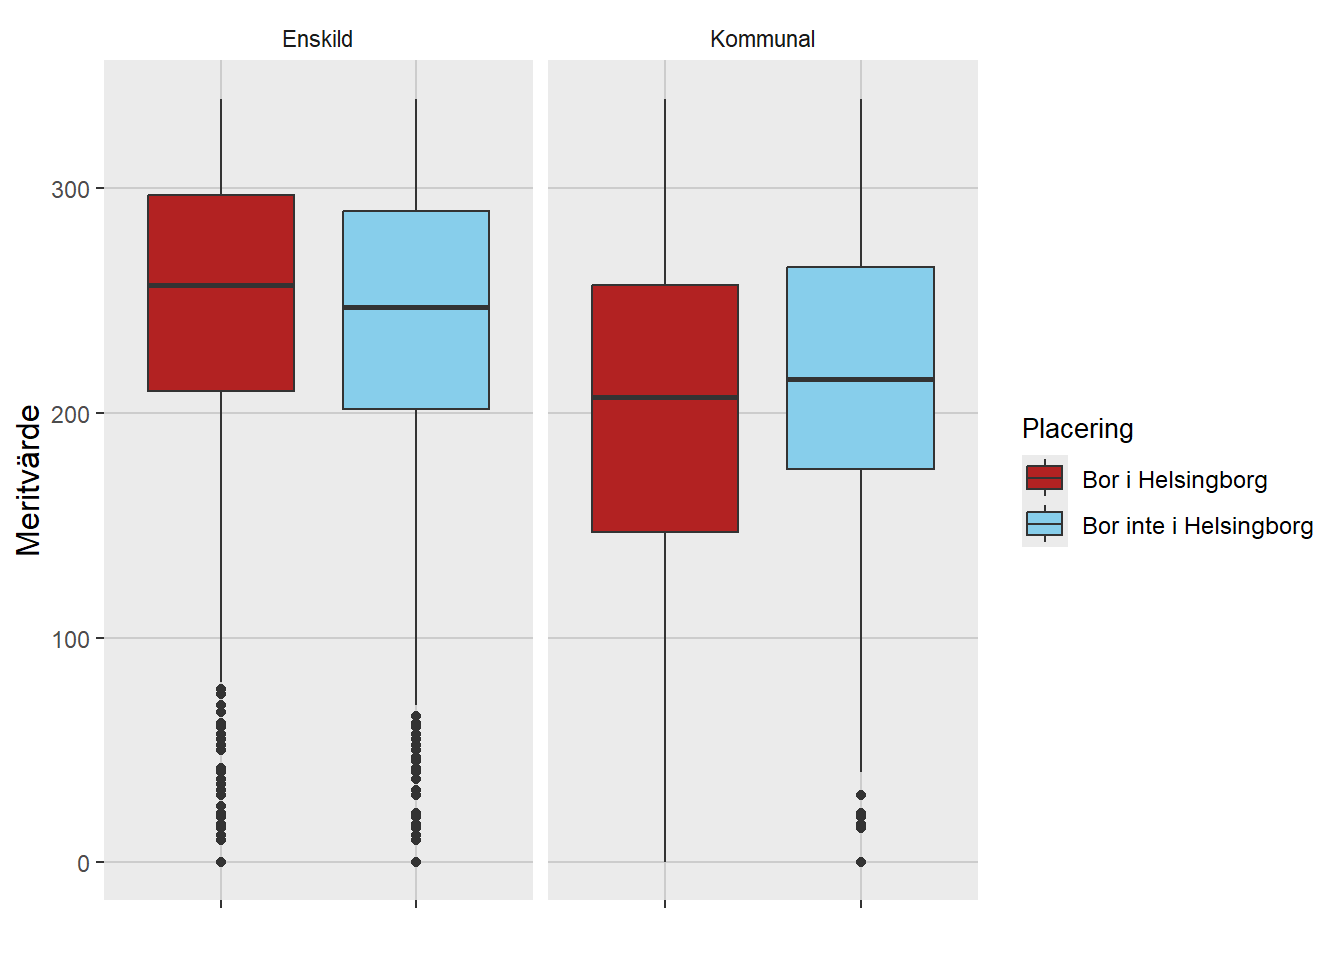 Enskild
Kommunal
Meritvärde
300
200
100
0
Placering
Bor i Helsingborg
Bor inte i Helsingborg